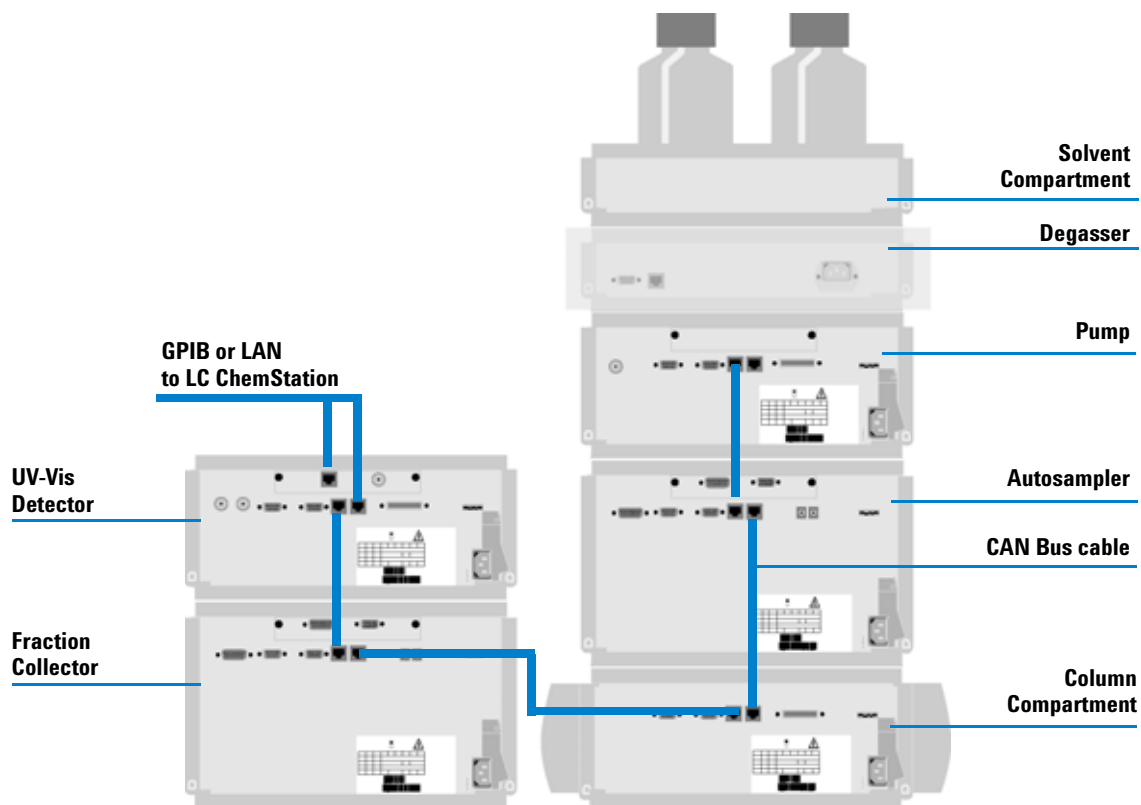 Solvent
Compartment
Degasser
Pump
GPIB or LAN
to LC ChemStation
UV-Vis
Detector
Autosampler
CAN Bus cable
Fraction
Collector
Column
Compartment